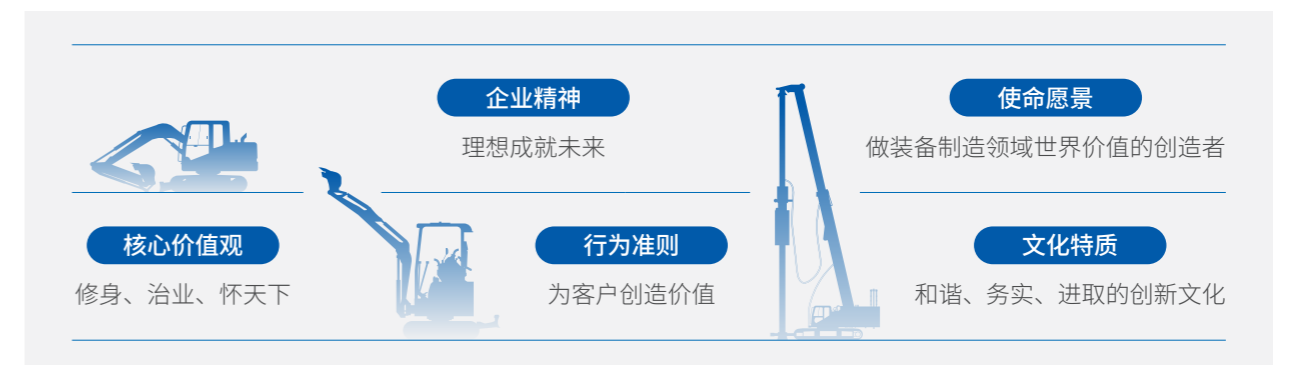 企业精神
理想成就未来
使命愿景
做装备制造领域世界价值的创造者
核心价值观
修身、治业、怀天下
行为准则
为客户创造价值
文化特质
和谐、务实、进取的创新文化